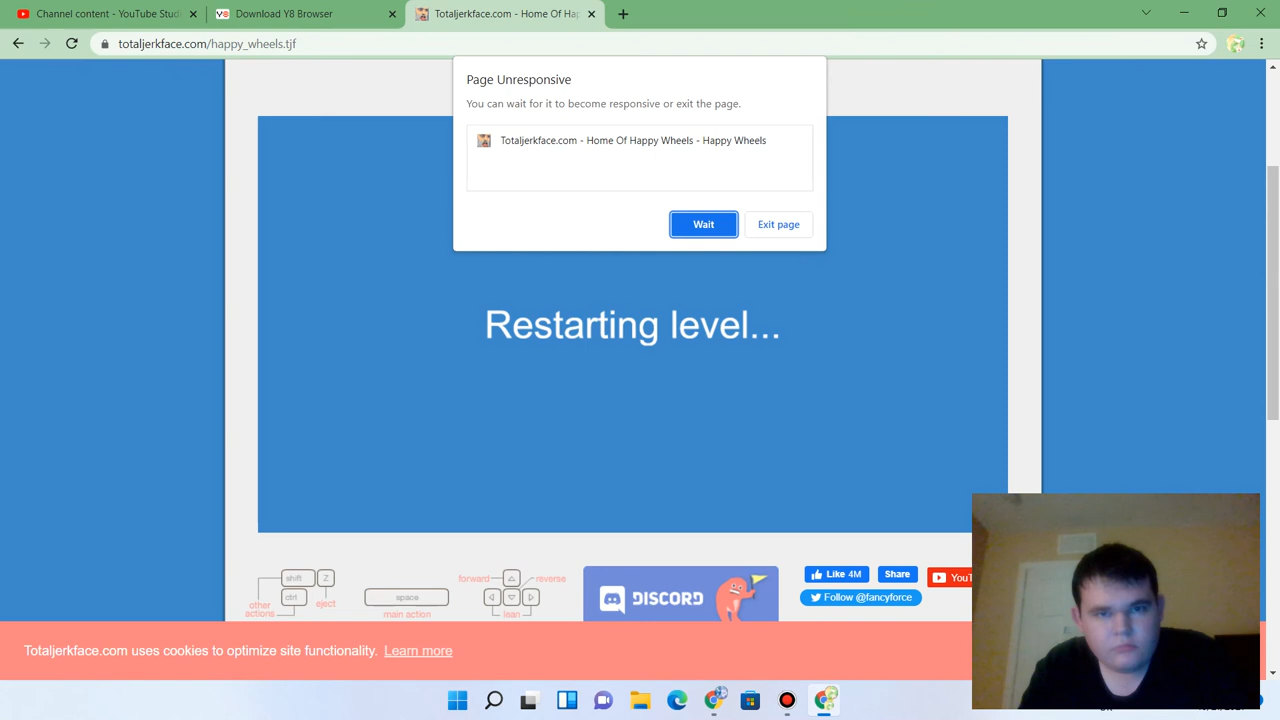 Channel content - YouTube Studi
Download Y8 Browser
Totaljerkface.com - Home Of Hap
totaljerkface.com/happy_wheels.tjf
Page Unresponsive
You can wait for it to become responsive or exit the page.
Totaljerkface.com - Home Of Happy Wheels - Happy Wheels
Wait
Exit page
Restarting level...
shift
Z
ctrl
other
actions
eject
space
main action
forward
reverse
lean
DISCORD
Like 4M
Share
YouT
Follow @fancyforce
Totaljerkface.com uses cookies to optimize site functionality. Learn more